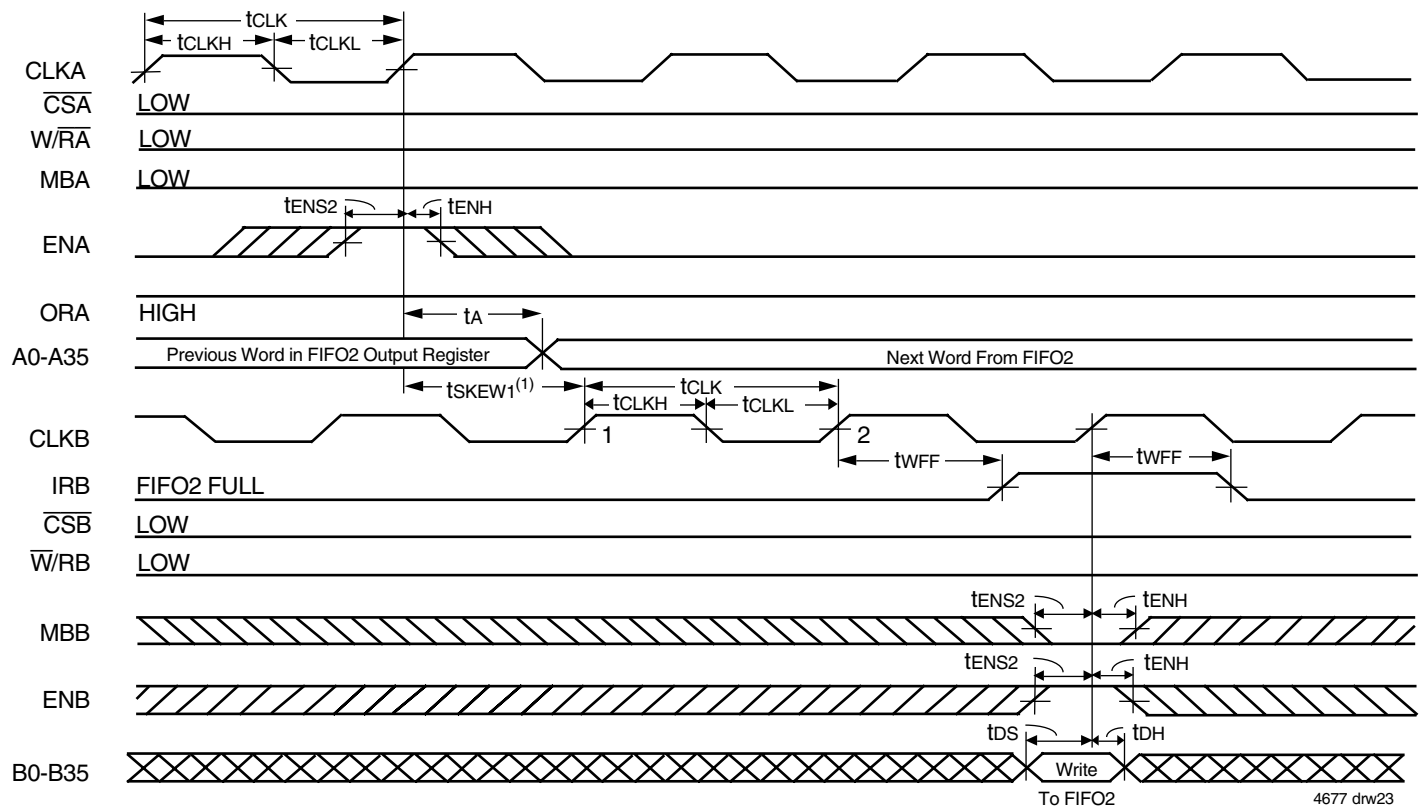 tCLK
tCLKH tCLKL
CLKA
CSA LOW
W/RA LOW
MBA LOW
tENS2 tENH
ENA
ORA HIGH tA
A0-A35 Previous Word in FIFO2 Output Register Next Word From FIFO2
tSKEW1(1) tCLK
tCLKH tCLKL
CLKB 1 2
tWFF tWFF
IRB FIFO2 FULL
CSB LOW
W/RB LOW
tENS2 tENH
MBB
tENS2 tENH
ENB
tDS tDH
B0-B35 Write
To FIFO2 4677 drw23